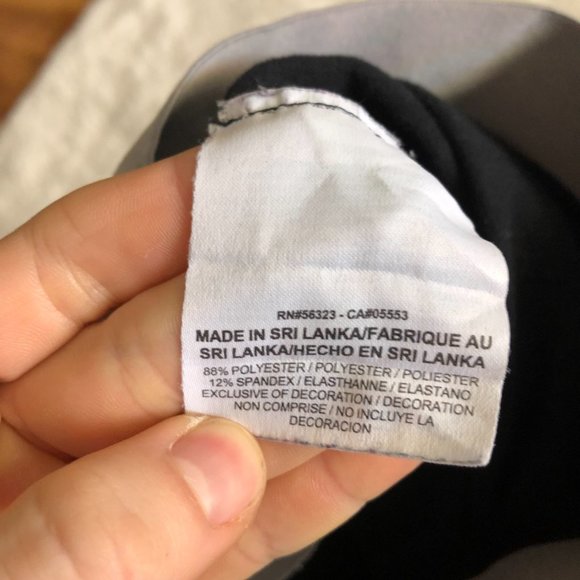 RN#56323 - CA#05553
MADE IN SRI LANKA/FABRIQUE AU
SRI LANKA/HECHO EN SRI LANKA
88% POLYESTER / POLYESTER / POLIESTER
12% SPANDEX / ELASTHANNE / ELASTANO
EXCLUSIVE OF DECORATION / DECORATION
NON COMPRISE / NO INCLUYE LA
DECORACION